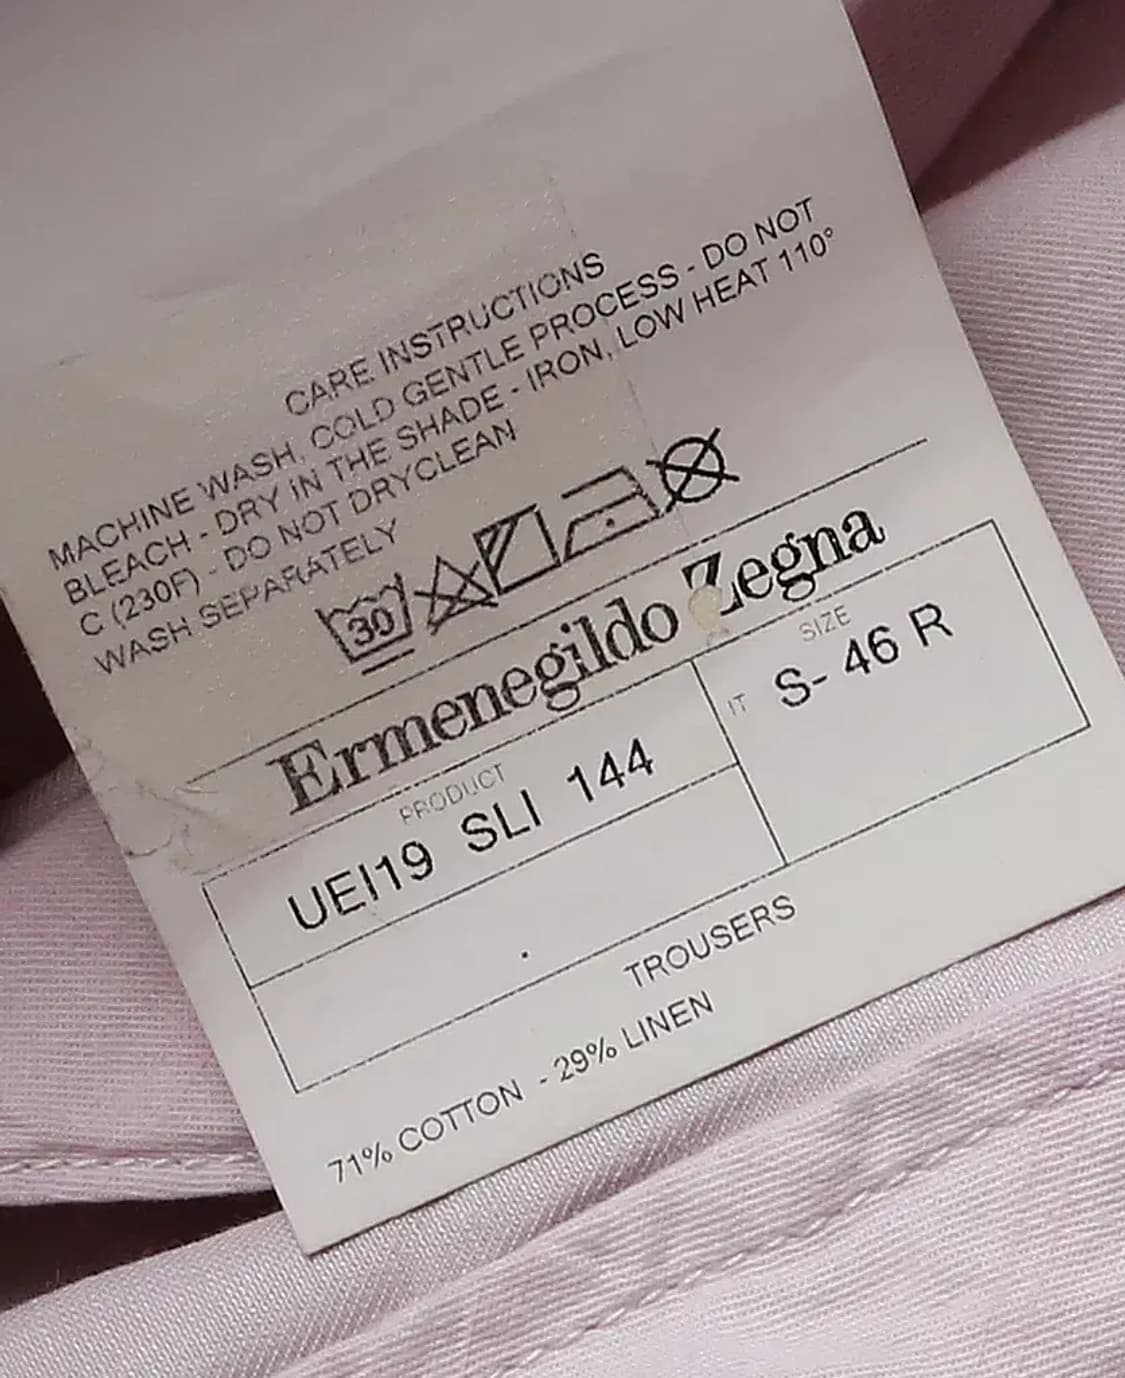 CARE INSTRUCTIONS
MACHINE WASH, COLD GENTLE PROCESS - DO NOT
BLEACH - DRY IN THE SHADE - IRON, LOW HEAT 110°
C (230F) - DO NOT DRYCLEAN
WASH SEPARATELY
30
Ermenegildo Zegna
PRODUCT
UEI19 SLI 144
SIZE
IT S- 46 R
TROUSERS
71% COTTON - 29% LINEN